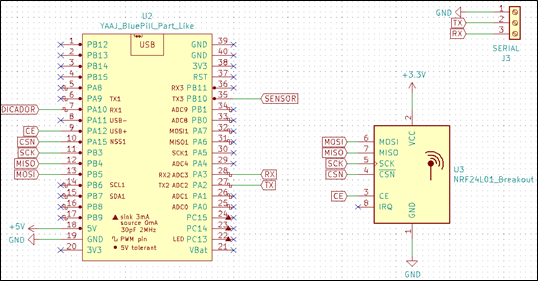 U2
YAAJ_BluePill_Part_Like
USB
1 PB12 GND 39
2 PB13 GND 40
3 PB14 3V3 38
4 PB15 RST 37
5 PA8 RX3 PB11 36
6 PA9 TX1 TX3 PB10 35 SENSOR
DICADOR 7 PA10 RX1 ADC9 PB1 34
8 PA11 USB- ADC8 PB0 33
CE 9 PA12 USB+ MOSI1 PA7 32
CSN 10 PA15 NSS1 MISO1 PA6 31
SCK 11 PB3 SCK1 PA5 30
MISO 12 PB4 ADC4 PA4 29
MOSI 13 PB5 RX2 ADC3 PA3 28 RX
14 PB6 SCL1 TX2 ADC2 PA2 27 TX
15 PB7 SDA1 ADC1 PA1 26
16 PB8 ADC0 PA0 25
17 PB9 sink 3mA PC15 24
source 0mA
30pF 2MHz
+5V 18 5V PC14 23
GND 19 GND PWM pin LED PC13 22
20 3V3 5V tolerant VBat 21
GND 1
TX 2
RX 3
SERIAL
J3
+3.3V
2
VCC
MOSI 6 MOSI
MISO 7 MISO
SCK 5 SCK
CSN 4 CSN
U3
NRF24L01_Breakout
CE 3 CE
8 IRQ
GND
1
GND